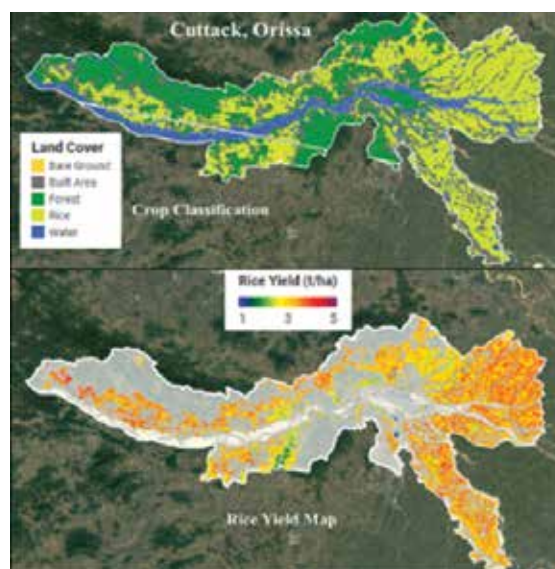 Cuttack, Orissa
Land Cover
Bare Ground
Built Area
Forest
Rice
Water
Crop Classification
Rice Yield (t/ha)
1 3 5
Rice Yield Map